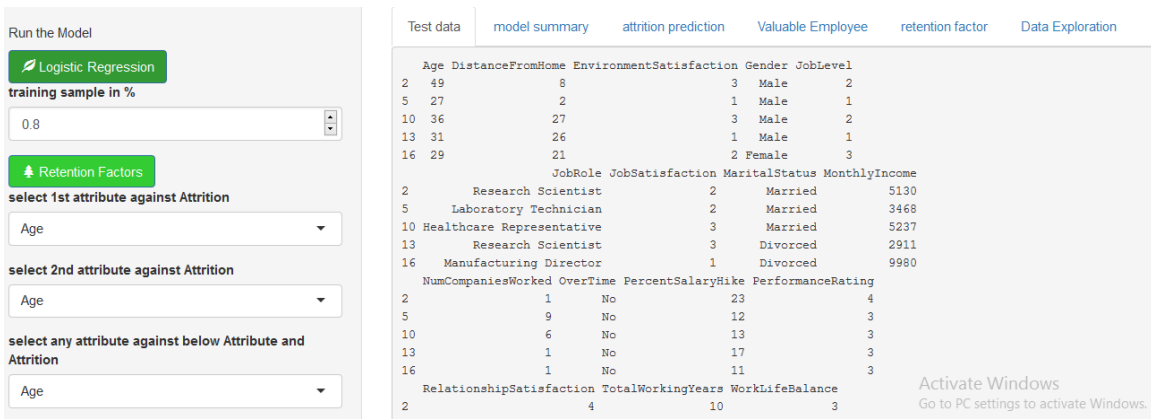 Run the Model
Logistic Regression
training sample in %
0.8
Retention Factors
select 1st attribute against Attrition
Age
select 2nd attribute against Attrition
Age
select any attribute against below Attribute and
Attrition
Age
Test data model summary attrition prediction Valuable Employee retention factor Data Exploration
Age DistanceFromHome EnvironmentSatisfaction Gender JobLevel
2 49 8 3 Male 2
5 27 2 1 Male 1
10 36 27 3 Male 2
13 31 26 1 Male 1
16 29 21 2 Female 3
JobRole JobSatisfaction MaritalStatus MonthlyIncome
2 Research Scientist 2 Married 5130
5 Laboratory Technician 2 Married 3468
10 Healthcare Representative 3 Married 5237
13 Research Scientist 3 Divorced 2911
16 Manufacturing Director 1 Divorced 9980
NumCompaniesWorked OverTime PercentSalaryHike PerformanceRating
2 1 No 23 4
5 9 No 12 3
10 6 No 13 3
13 1 No 17 3
16 1 No 11 3
RelationshipSatisfaction TotalWorkingYears WorkLifeBalance
2 4 10 3
Activate Windows
Go to PC settings to activate Windows.